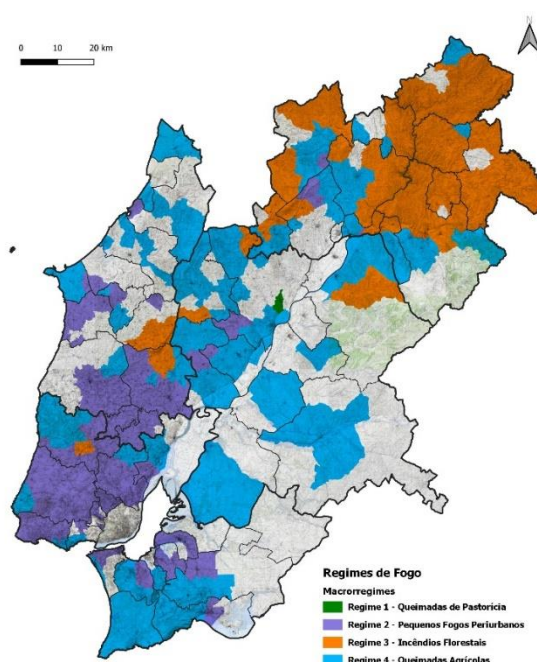 N
0 10 20 km
Regimes de Fogo
Macrorregimes
Regime 1 - Queimadas de Pastorícia
Regime 2 - Pequenos Fogos Periurbanos
Regime 3 - Incêndios Florestais
Regime 4 - Queimadas Agrícolas